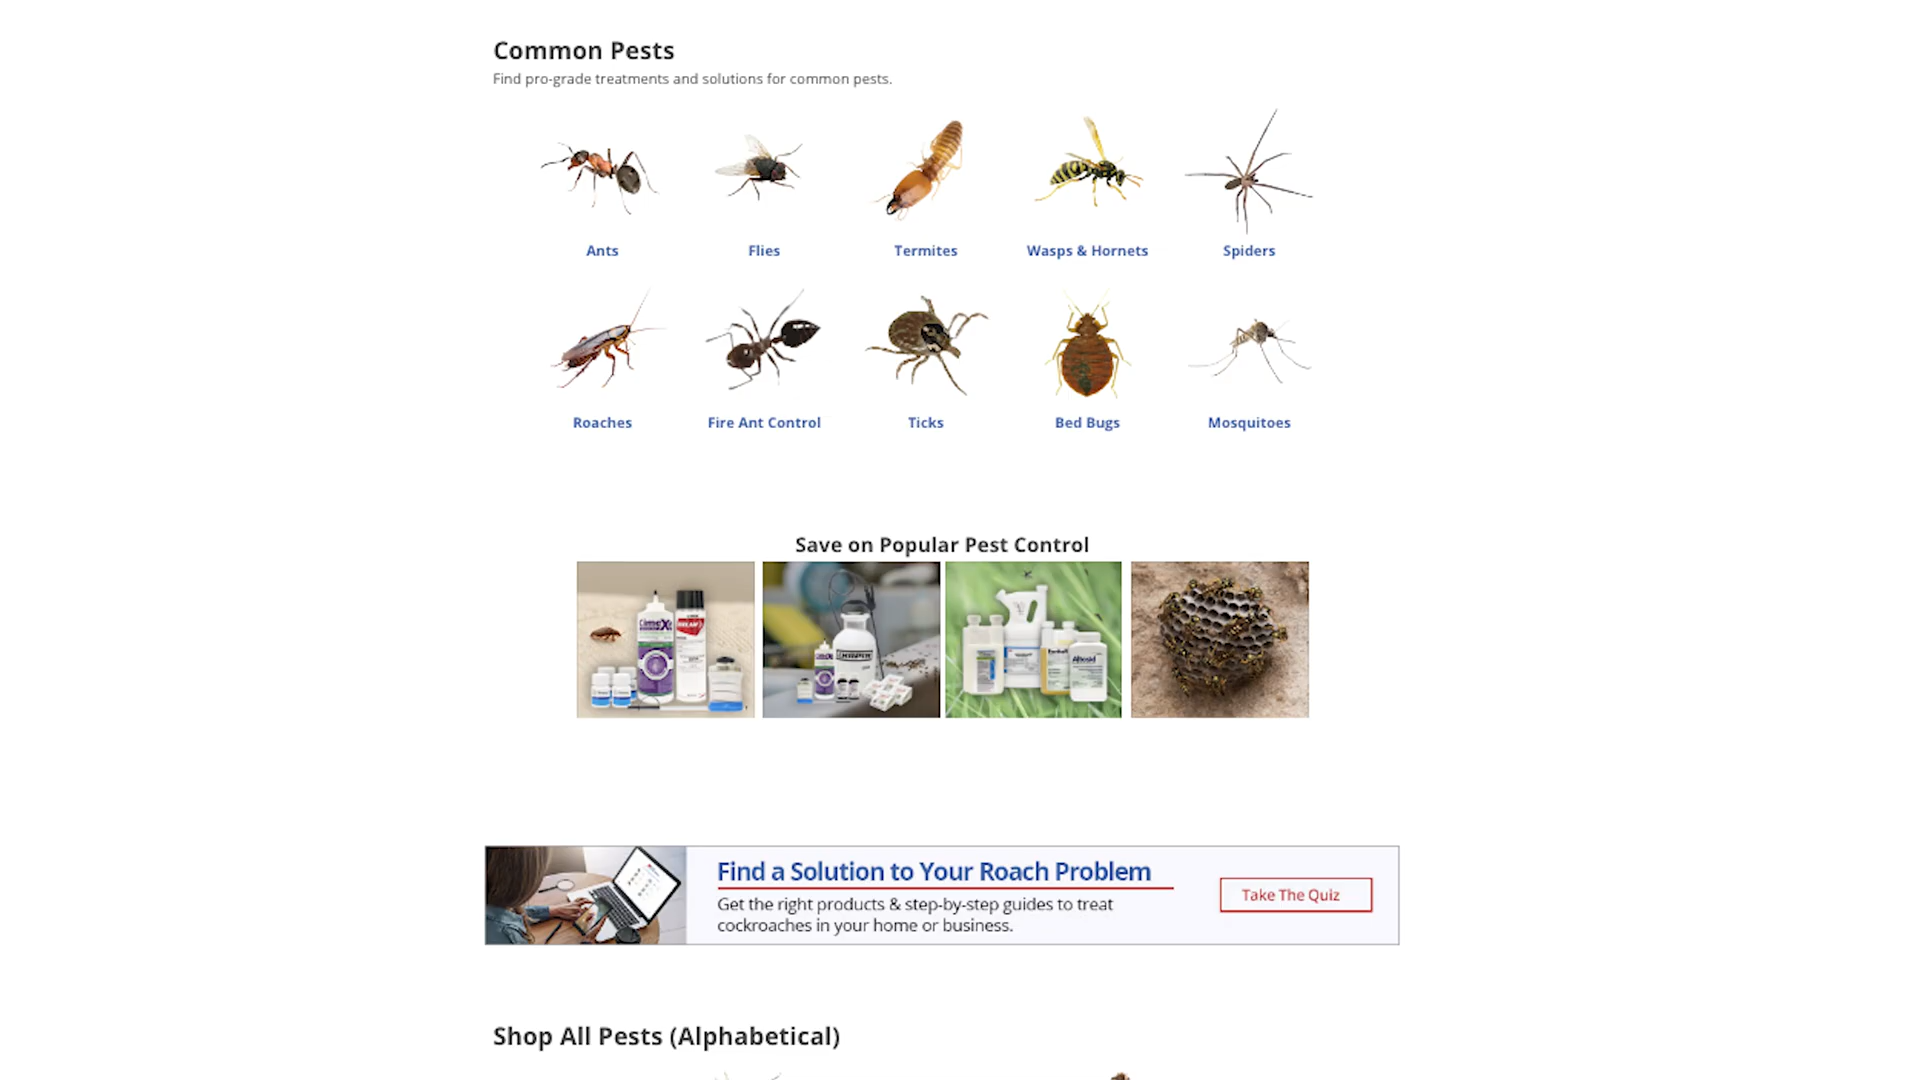 Common Pests
Find pro-grade treatments and solutions for common pests.
Ants
Flies
Termites
Wasps & Hornets
Spiders
Roaches
Fire Ant Control
Ticks
Bed Bugs
Mosquitoes
Save on Popular Pest Control
Find a Solution to Your Roach Problem
Get the right products & step-by-step guides to treat
cockroaches in your home or business.
Take The Quiz
Shop All Pests (Alphabetical)